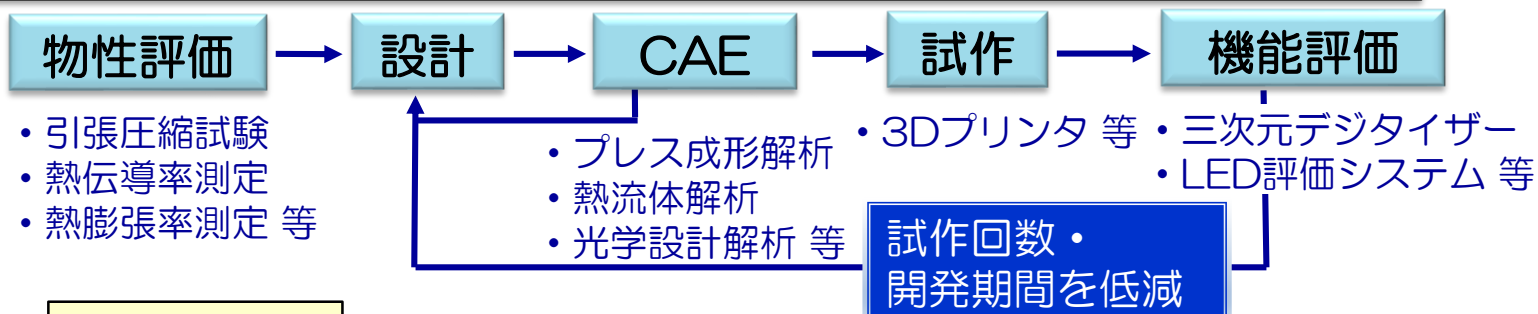 物性評価
設計
CAE
試作
機能評価
・引張圧縮試験
・熱伝導率測定
・熱膨張率測定 等
・プレス成形解析
・熱流体解析
・光学設計解析 等
・3Dプリンタ 等
・三次元デジタイザー
・LED評価システム 等
試作回数・
開発期間を低減